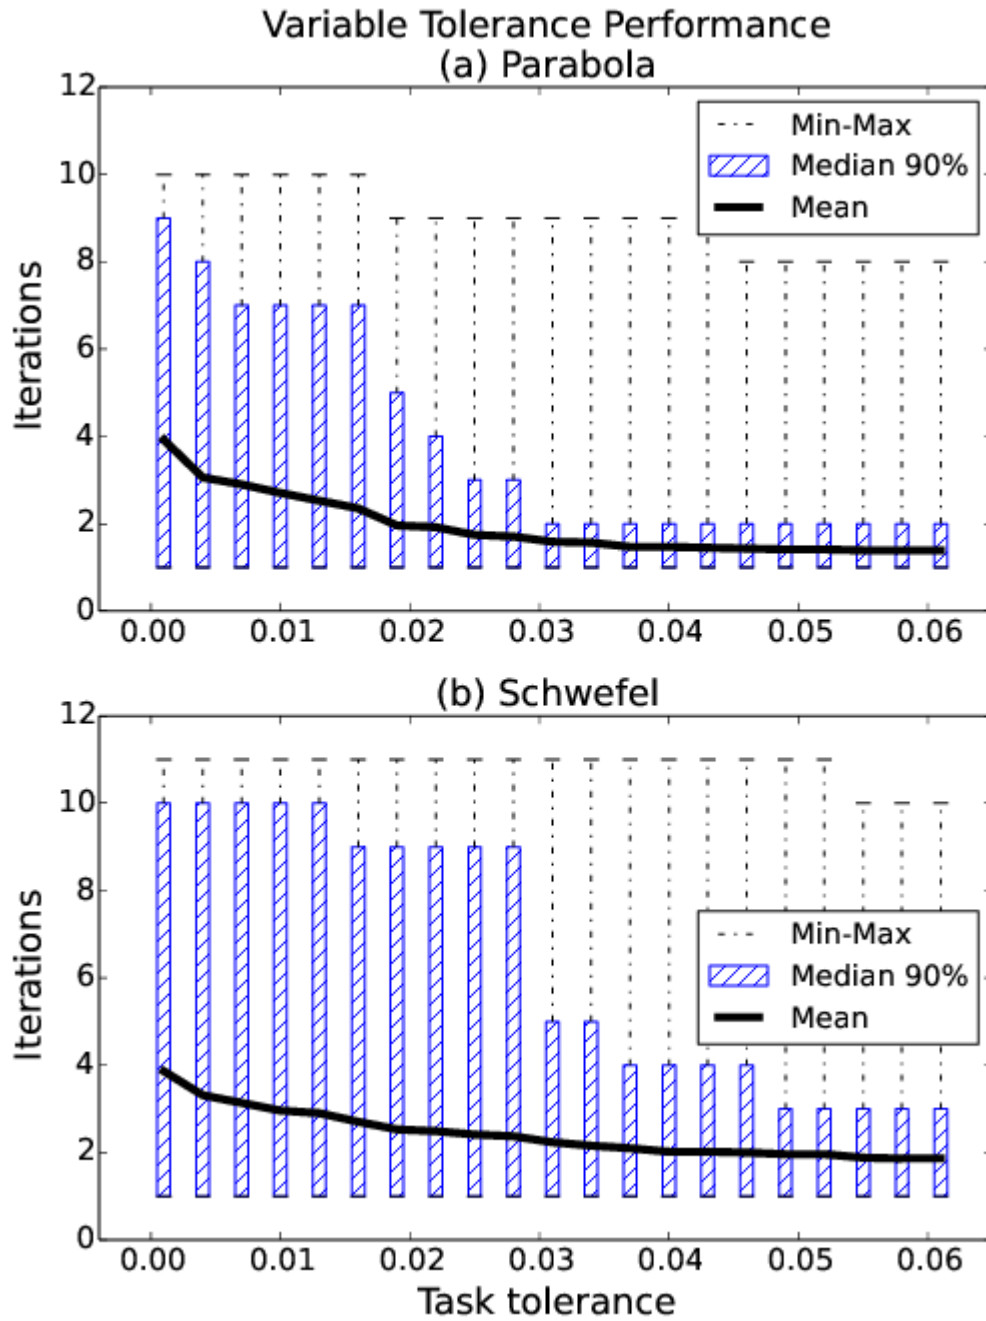 Variable Tolerance Performance
(a) Parabola
12
10
8
6
4
2
0
Iterations
Min-Max
Median 90%
Mean
0.00 0.01 0.02 0.03 0.04 0.05 0.06
(b) Schwefel
12
10
8
6
4
2
0
Iterations
Min-Max
Median 90%
Mean
0.00 0.01 0.02 0.03 0.04 0.05 0.06
Task tolerance